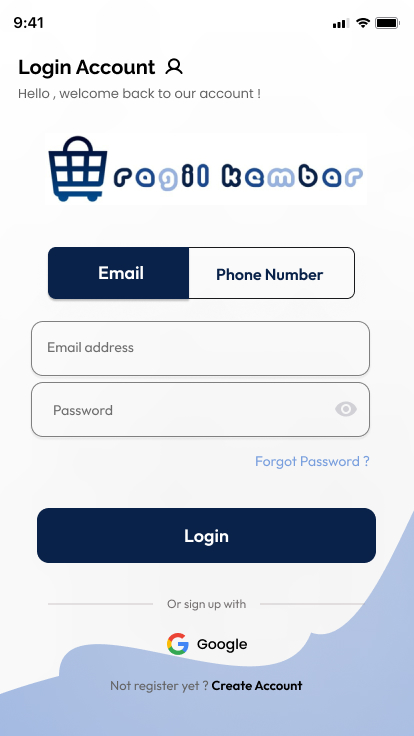 9:41
Login Account
Hello , welcome back to our account !
ragil kembar
Email
Phone Number
Email address
Password
Forgot Password ?
Login
Or sign up with
Google
Not register yet ? Create Account